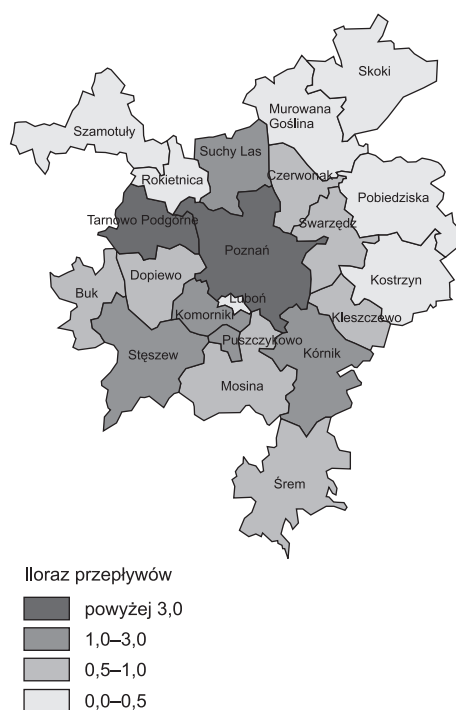 Skoki
Murowana
Goślina
Szamotuły
Suchy Las
Czerwonak
Rokietnica
Pobiedziska
Tarnowo Podgórne
Swarzędz
Poznań
Dopiewo
Kostrzyn
Buk
Luboń
Komorniki
Kleszczewo
Puszczykowo
Stęszew
Kórnik
Mosina
Śrem
Iloraz przepływów
powyżej 3,0
1,0–3,0
0,5–1,0
0,0–0,5